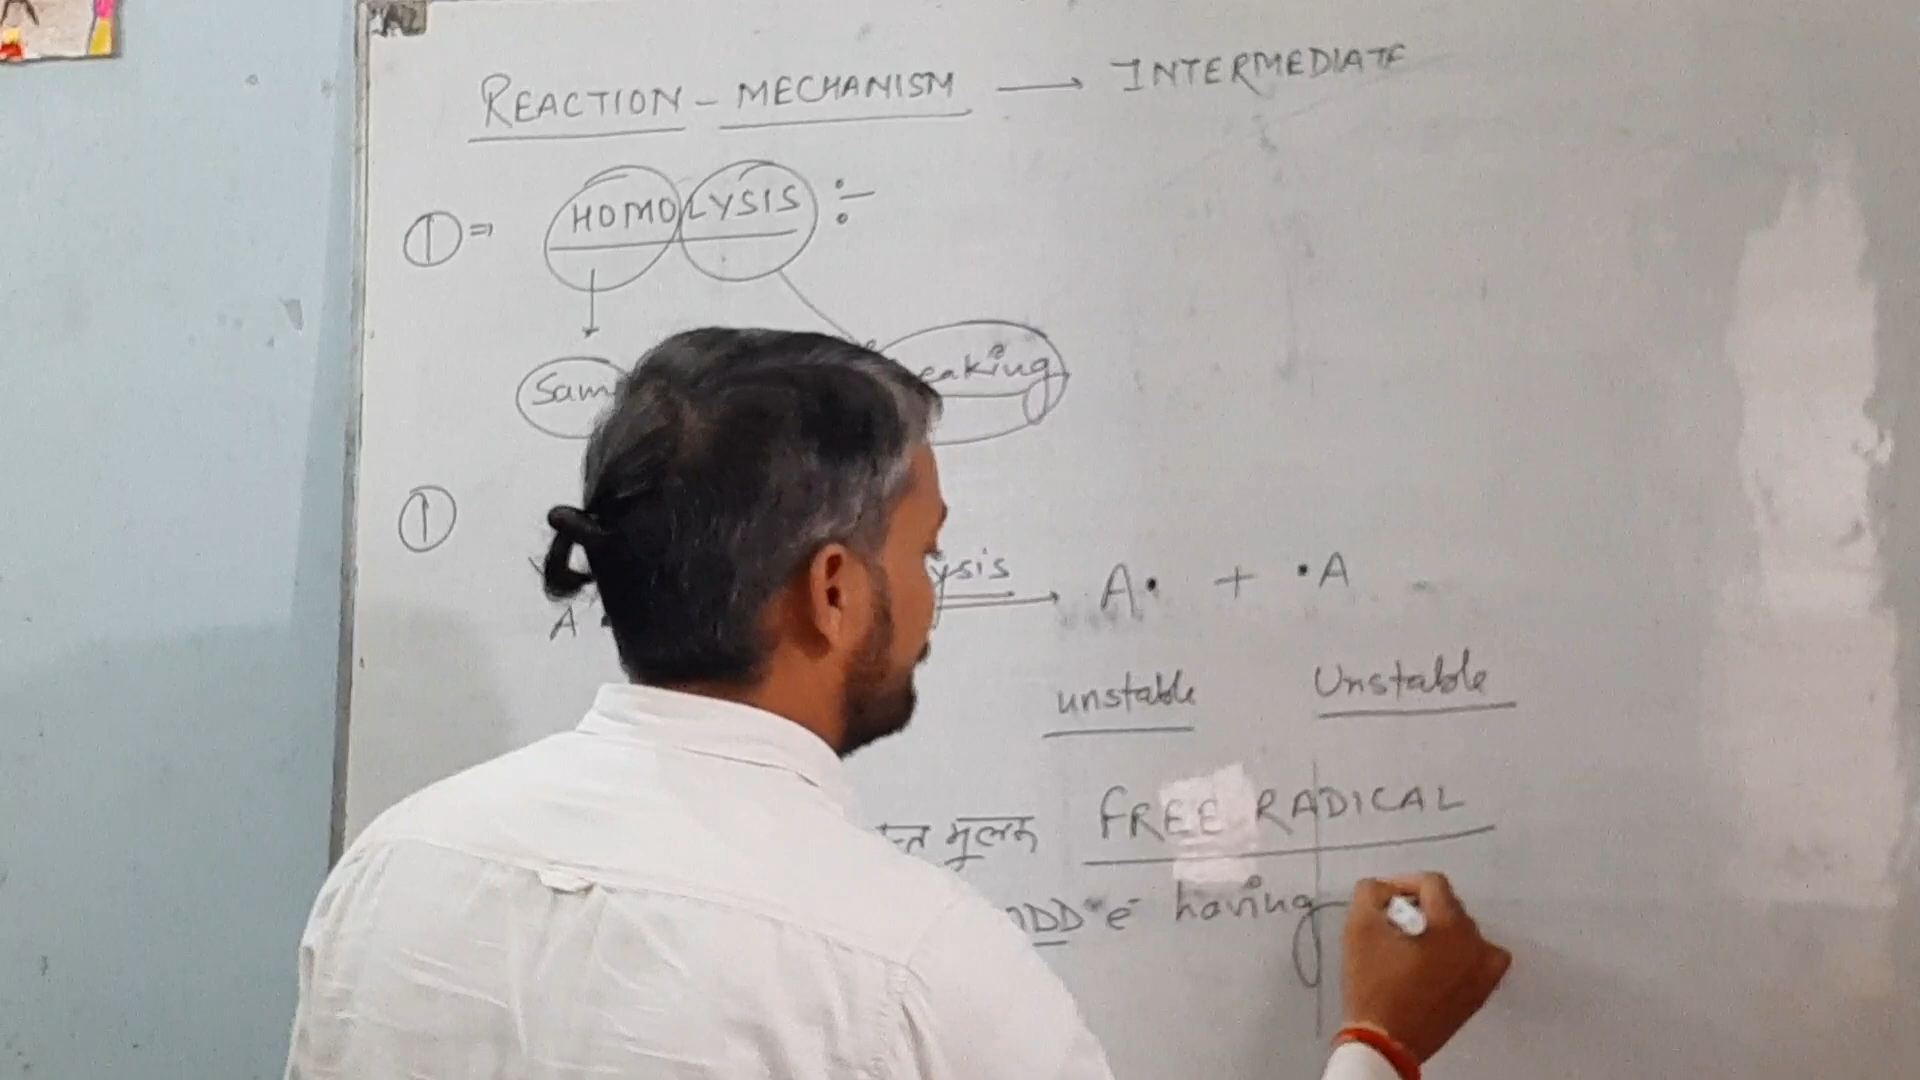 REACTION - MECHANISM → INTERMEDIATE
① ⇒ HOMOLYSIS ÷
Sam eaking
①
A ysis → A• + •A
unstable Unstable
मूलक FREE RADICAL
ODD e⁻ having